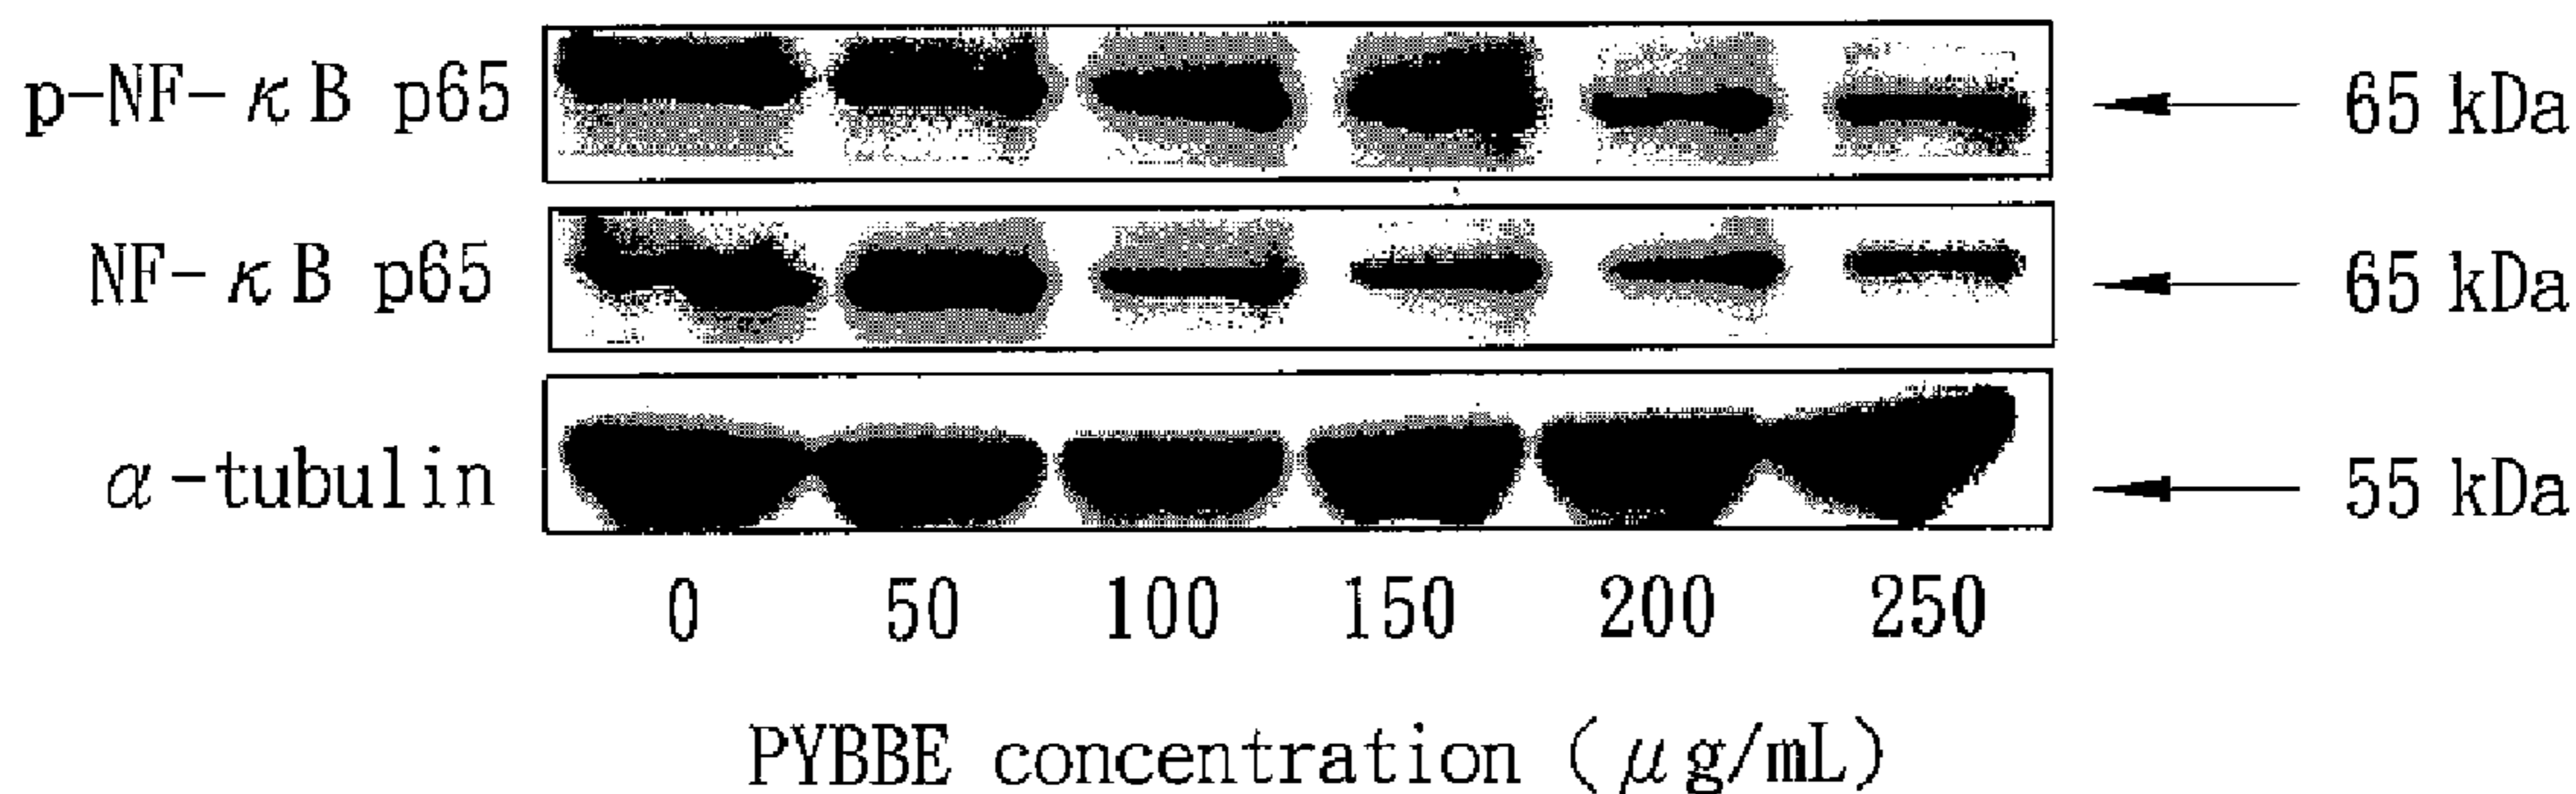 p-NF-κB p65 65 kDa
NF-κB p65 65 kDa
α-tubulin 55 kDa
0 50 100 150 200 250
PYBBE concentration (μg/mL)